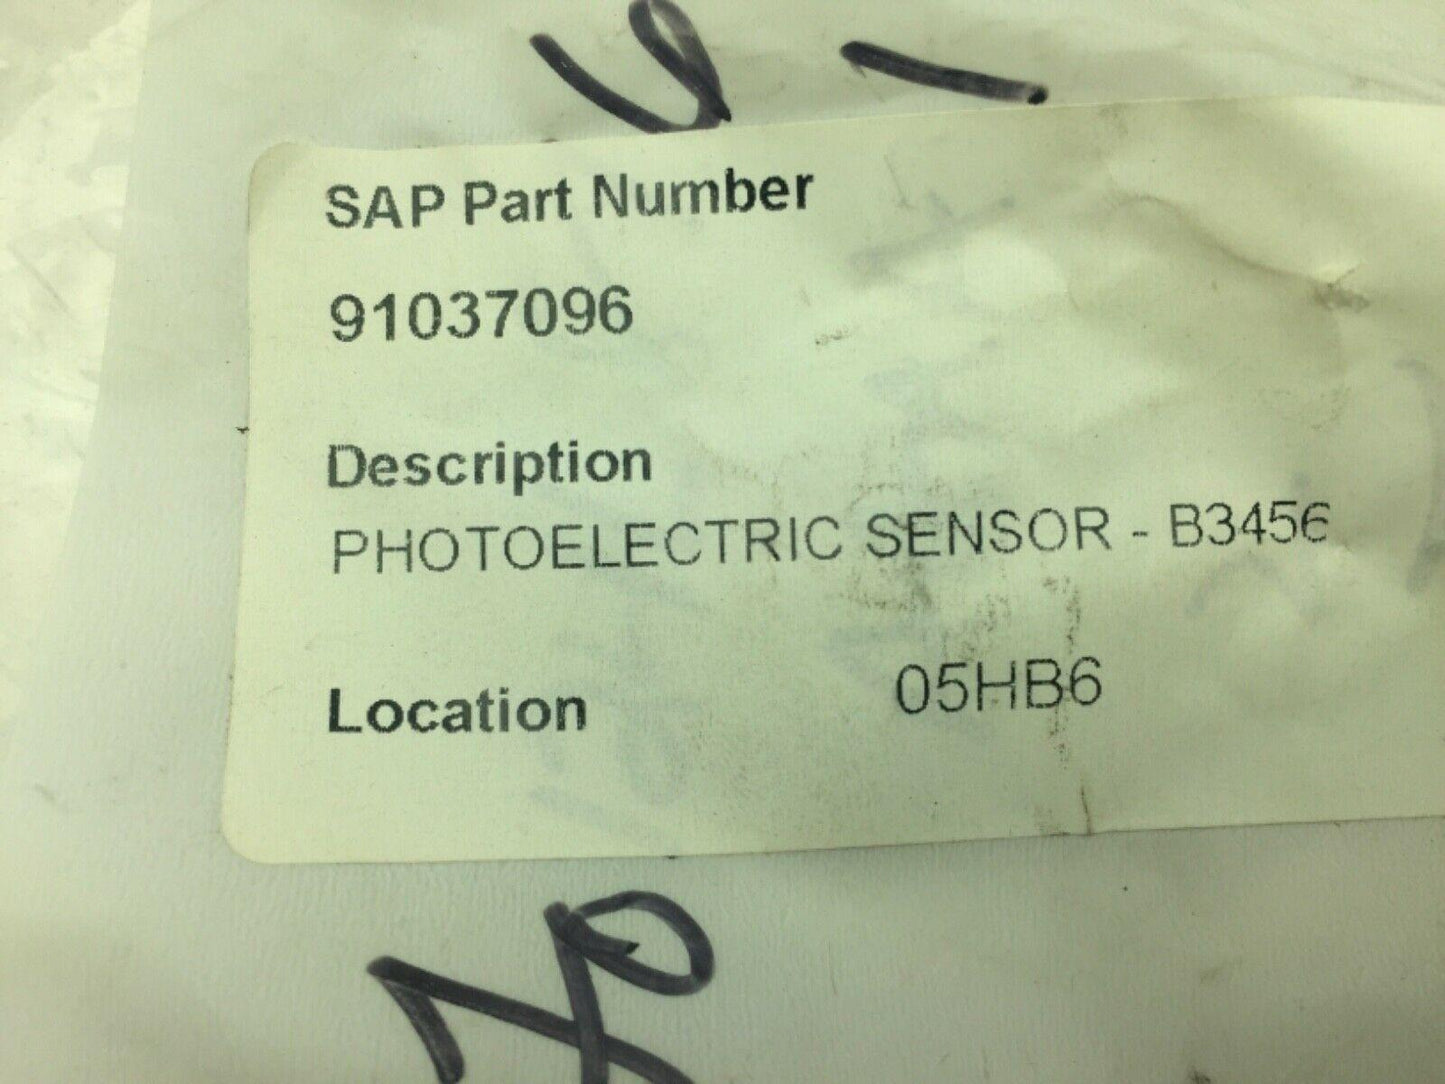 SAP Part Number
91037096
Description
PHOTOELECTRIC SENSOR - B3456
Location 05HB6